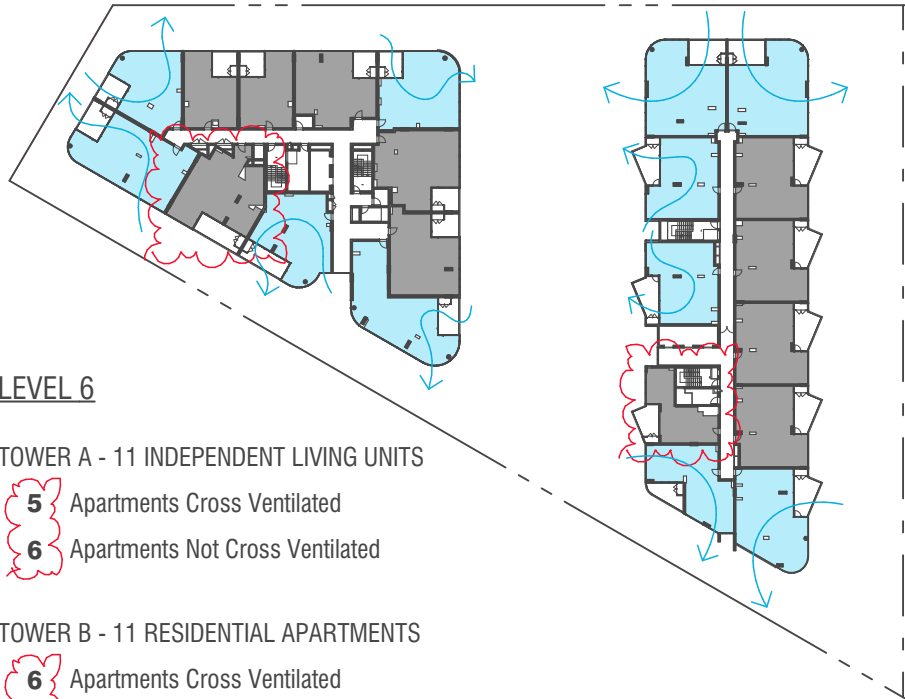 LEVEL 6
TOWER A - 11 INDEPENDENT LIVING UNITS
5 Apartments Cross Ventilated
6 Apartments Not Cross Ventilated
TOWER B - 11 RESIDENTIAL APARTMENTS
6 Apartments Cross Ventilated